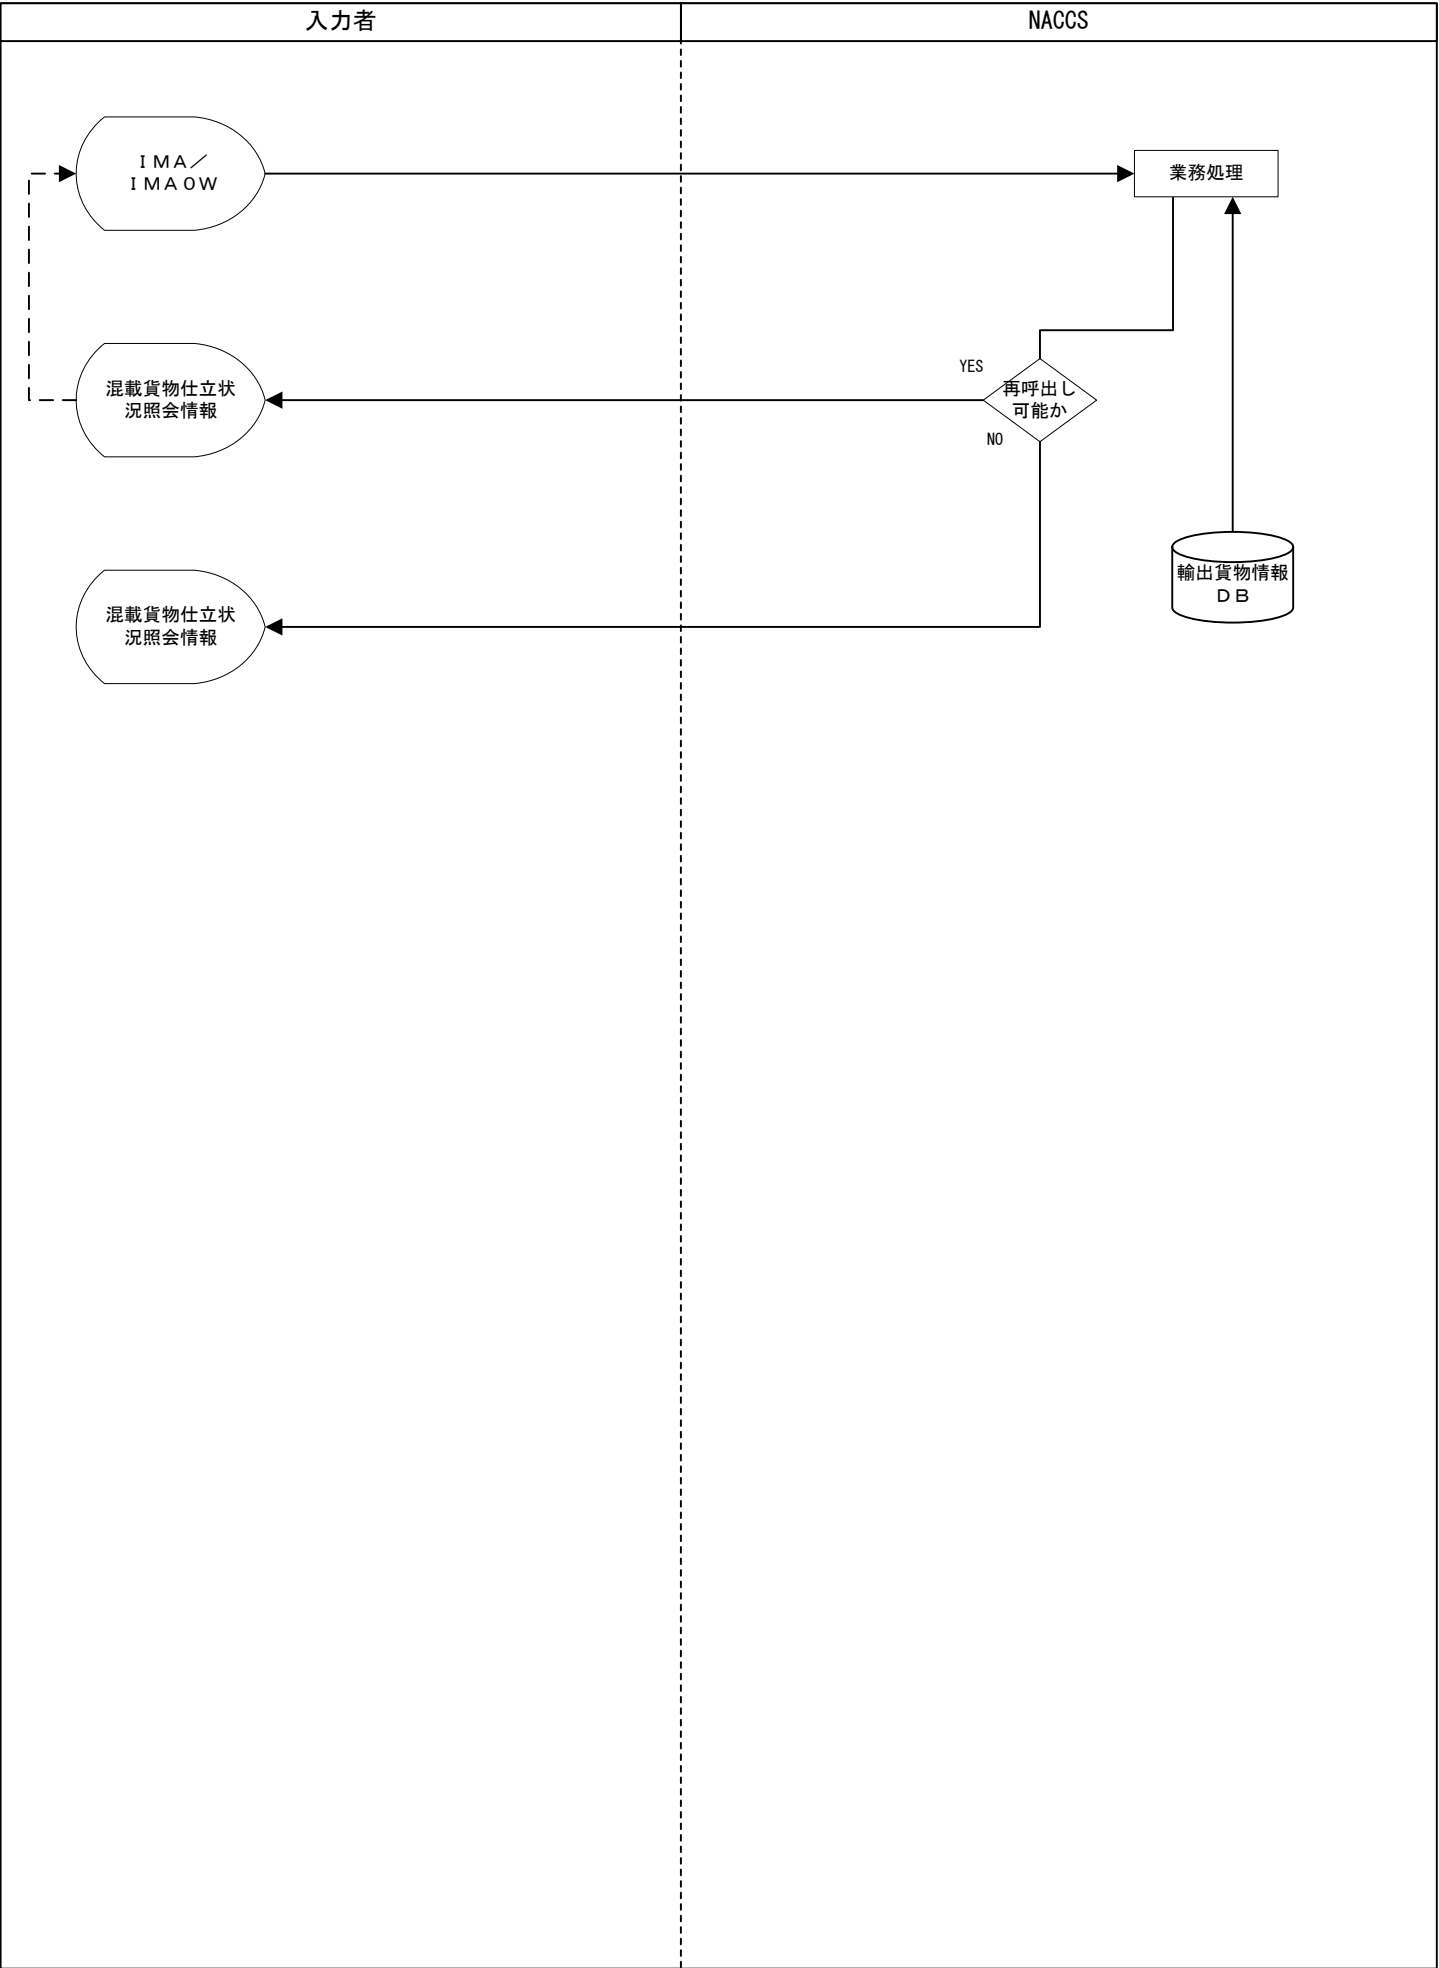 入力者
NACCS
ＩＭＡ／
ＩＭＡ０Ｗ
業務処理
YES
再呼出し
可能か
NO
混載貨物仕立状
況照会情報
輸出貨物情報
ＤＢ
混載貨物仕立状
況照会情報